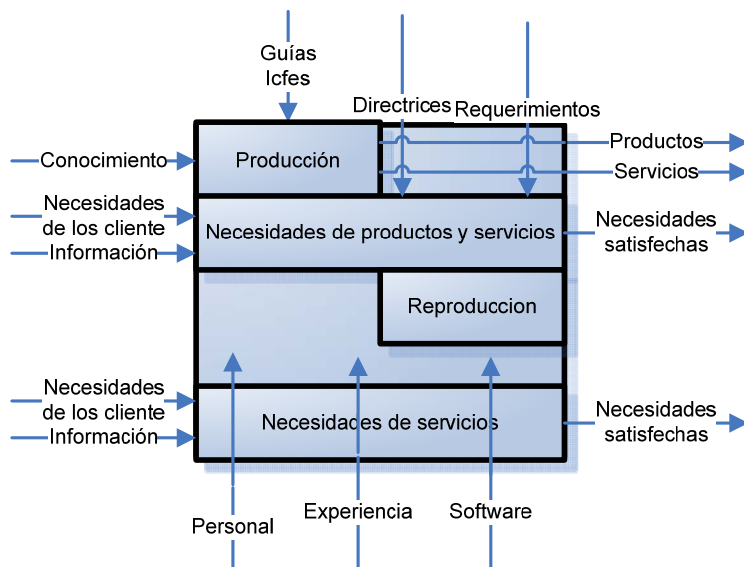 Guías
Icfes
Directrices
Requerimientos
Conocimiento
Producción
Productos
Servicios
Necesidades
de los cliente
Información
Necesidades de productos y servicios
Necesidades
satisfechas
Reproduccion
Necesidades
de los cliente
Información
Necesidades de servicios
Necesidades
satisfechas
Personal
Experiencia
Software